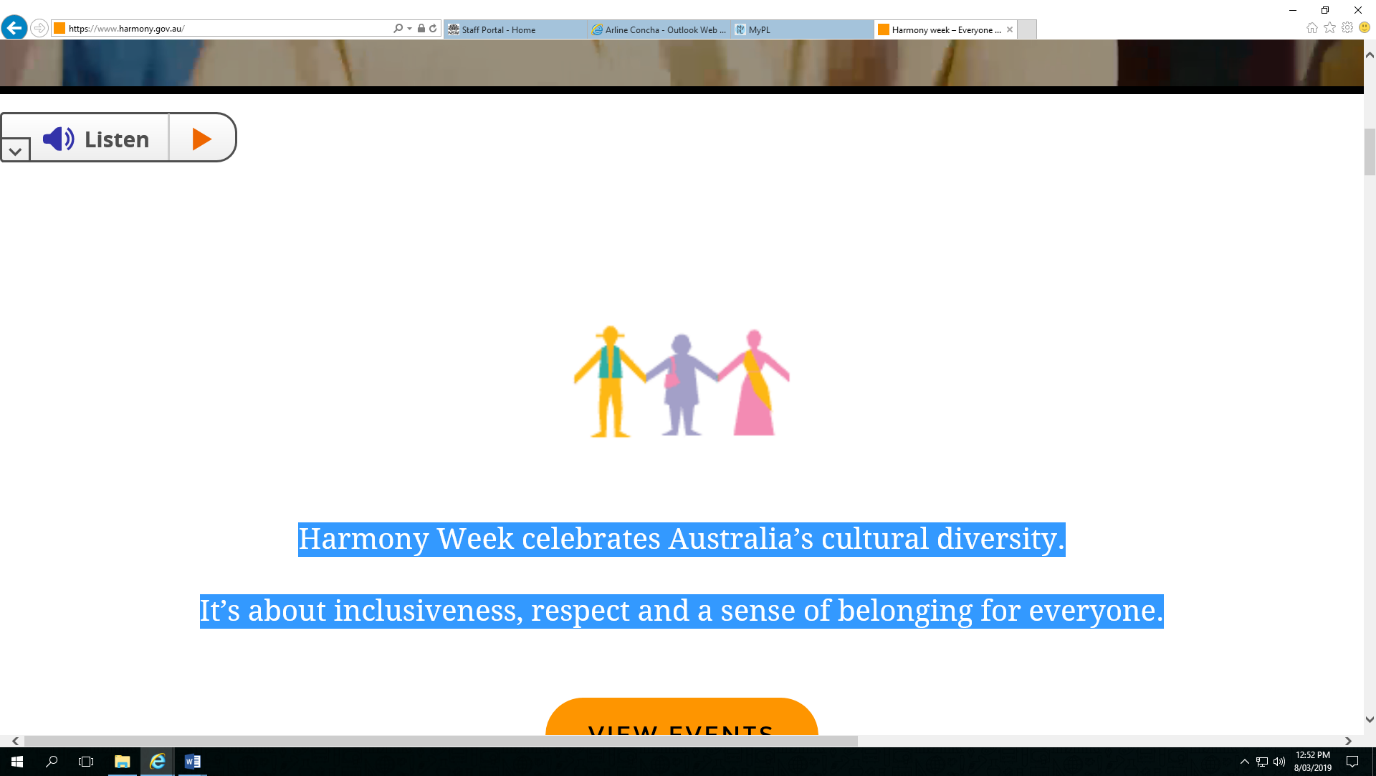 https://www.harmony.gov.au/
Staff Portal - Home
Arline Concha - Outlook Web ...
MyPL
Harmony week – Everyone ...
Listen
Harmony Week celebrates Australia’s cultural diversity.
It’s about inclusiveness, respect and a sense of belonging for everyone.
VIEW EVENTS
12:52 PM
8/03/2019